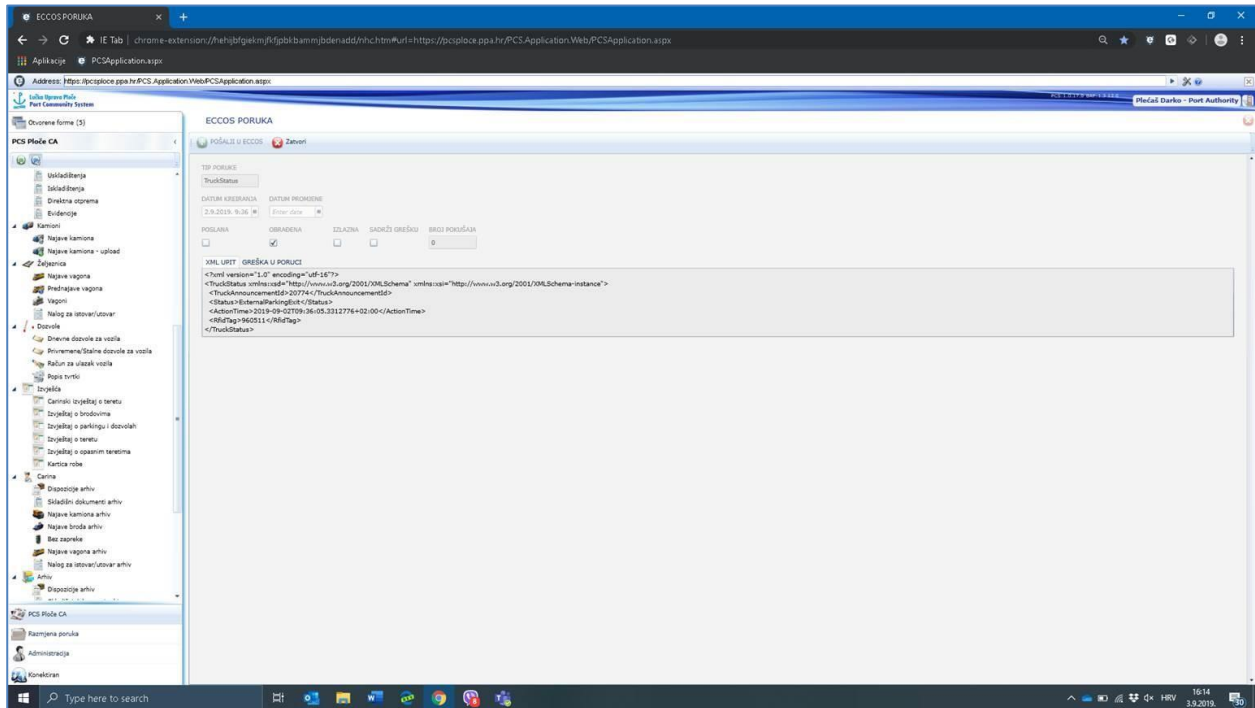 ECCOS PORUKA
IE Tab | chrome-extension://hehijbfgiekmjfkfjpbkbammjbdenadd/nhc.htm#url=https://pcsploce.ppa.hr/PCS.Application.Web/PCSApplication.aspx
Aplikacije PCSApplication.aspx
Address: https://pcsploce.ppa.hr/PCS.Application.Web/PCSApplication.aspx
Lučka Uprava Ploče
Port Community System
Plećaš Darko - Port Authority
Otvorene forme (5)
PCS Ploče CA
Uskladištenja
Iskladištenja
Direktna otprema
Evidencije
Kamioni
Najave kamiona
Najave kamiona - upload
Željeznica
Najave vagona
Prednajave vagona
Vagoni
Nalog za istovar/utovar
Dozvole
Dnevne dozvole za vozila
Privremene/Stalne dozvole za vozila
Račun za ulazak vozila
Popis tvrtki
Izvješća
Carinski izvještaj o teretu
Izvještaj o brodovima
Izvještaj o parkingu i dozvolah
Izvještaj o teretu
Izvještaj o opasnim teretima
Kartica robe
Carina
Dispozicije arhiv
Skladišni dokumenti arhiv
Najave kamiona arhiv
Najave broda arhiv
Bez zapreke
Najave vagona arhiv
Nalog za istovar/utovar arhiv
Arhiv
Dispozicije arhiv
PCS Ploče CA
Razmjena poruka
Administracija
Konektiran
ECCOS PORUKA
POŠALJI U ECCOS Zatvori
TIP PORUKE
TruckStatus
DATUM KREIRANJA DATUM PROMJENE
2.9.2019. 9:36 Enter date
POSLANA OBRAĐENA IZLAZNA SADRŽI GREŠKU BROJ POKUŠAJA
0
XML UPIT GREŠKA U PORUCI
<?xml version="1.0" encoding="utf-16"?>
<TruckStatus xmlns:xsd="http://www.w3.org/2001/XMLSchema" xmlns:xsi="http://www.w3.org/2001/XMLSchema-instance">
<TruckAnnouncementId>20774</TruckAnnouncementId>
<Status>ExternalParkingExit</Status>
<ActionTime>2019-09-02T09:36:05.3312776+02:00</ActionTime>
<RfidTag>960511</RfidTag>
</TruckStatus>
Type here to search
HRV
16:14
3.9.2019.
30